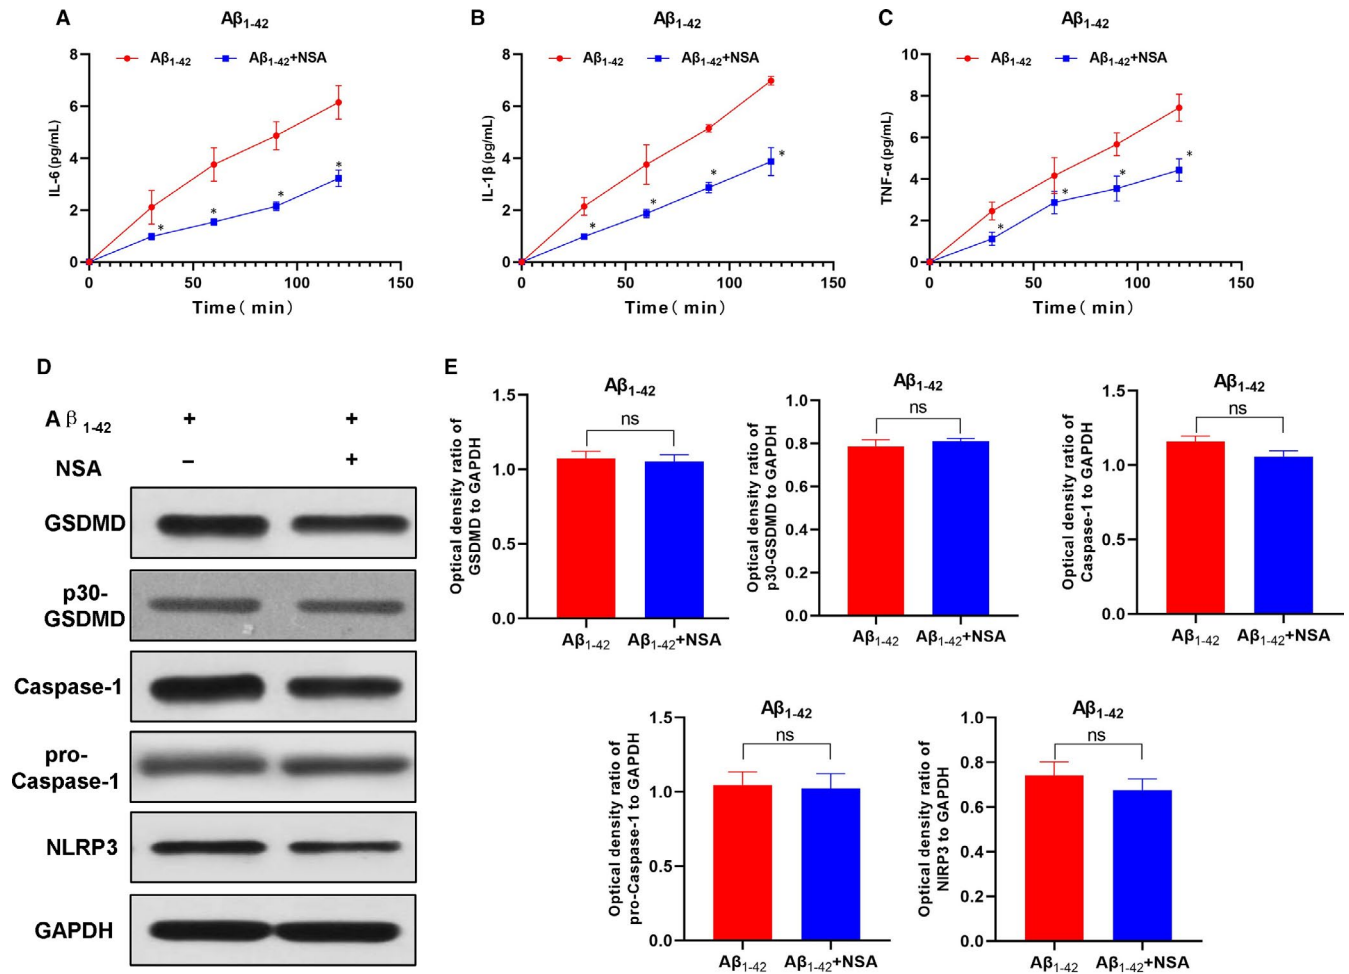 A
Aβ1-42
8
6
4
2
0
IL-6 (pg/mL)
Aβ1-42
Aβ1-42+NSA
*
*
*
*
0
50
100
150
Time( min)
B
Aβ1-42
8
6
4
2
0
IL-1β (pg/mL)
Aβ1-42
Aβ1-42+NSA
*
*
*
*
0
50
100
150
Time( min)
C
Aβ1-42
10
8
6
4
2
0
TNF-α (pg/mL)
Aβ1-42
Aβ1-42+NSA
*
*
*
*
0
50
100
150
Time( min)
D
Aβ 1-42
+
+
NSA
–
+
GSDMD
p30-
GSDMD
Caspase-1
pro-
Caspase-1
NLRP3
GAPDH
E
Aβ1-42
ns
Optical density ratio of
GSDMD to GAPDH
1.5
1.0
0.5
0.0
Aβ1-42
Aβ1-42+NSA
Aβ1-42
ns
Optical density ratio of
p30-GSDMD to GAPDH
1.0
0.8
0.6
0.4
0.2
0.0
Aβ1-42
Aβ1-42+NSA
Aβ1-42
ns
Optical density ratio of
Caspase-1 to GAPDH
1.5
1.0
0.5
0.0
Aβ1-42
Aβ1-42+NSA
Aβ1-42
ns
Optical density ratio of
pro-Caspase-1 to GAPDH
1.5
1.0
0.5
0.0
Aβ1-42
Aβ1-42+NSA
Aβ1-42
ns
Optical density ratio of
NIRP3 to GAPDH
1.0
0.8
0.6
0.4
0.2
0.0
Aβ1-42
Aβ1-42+NSA